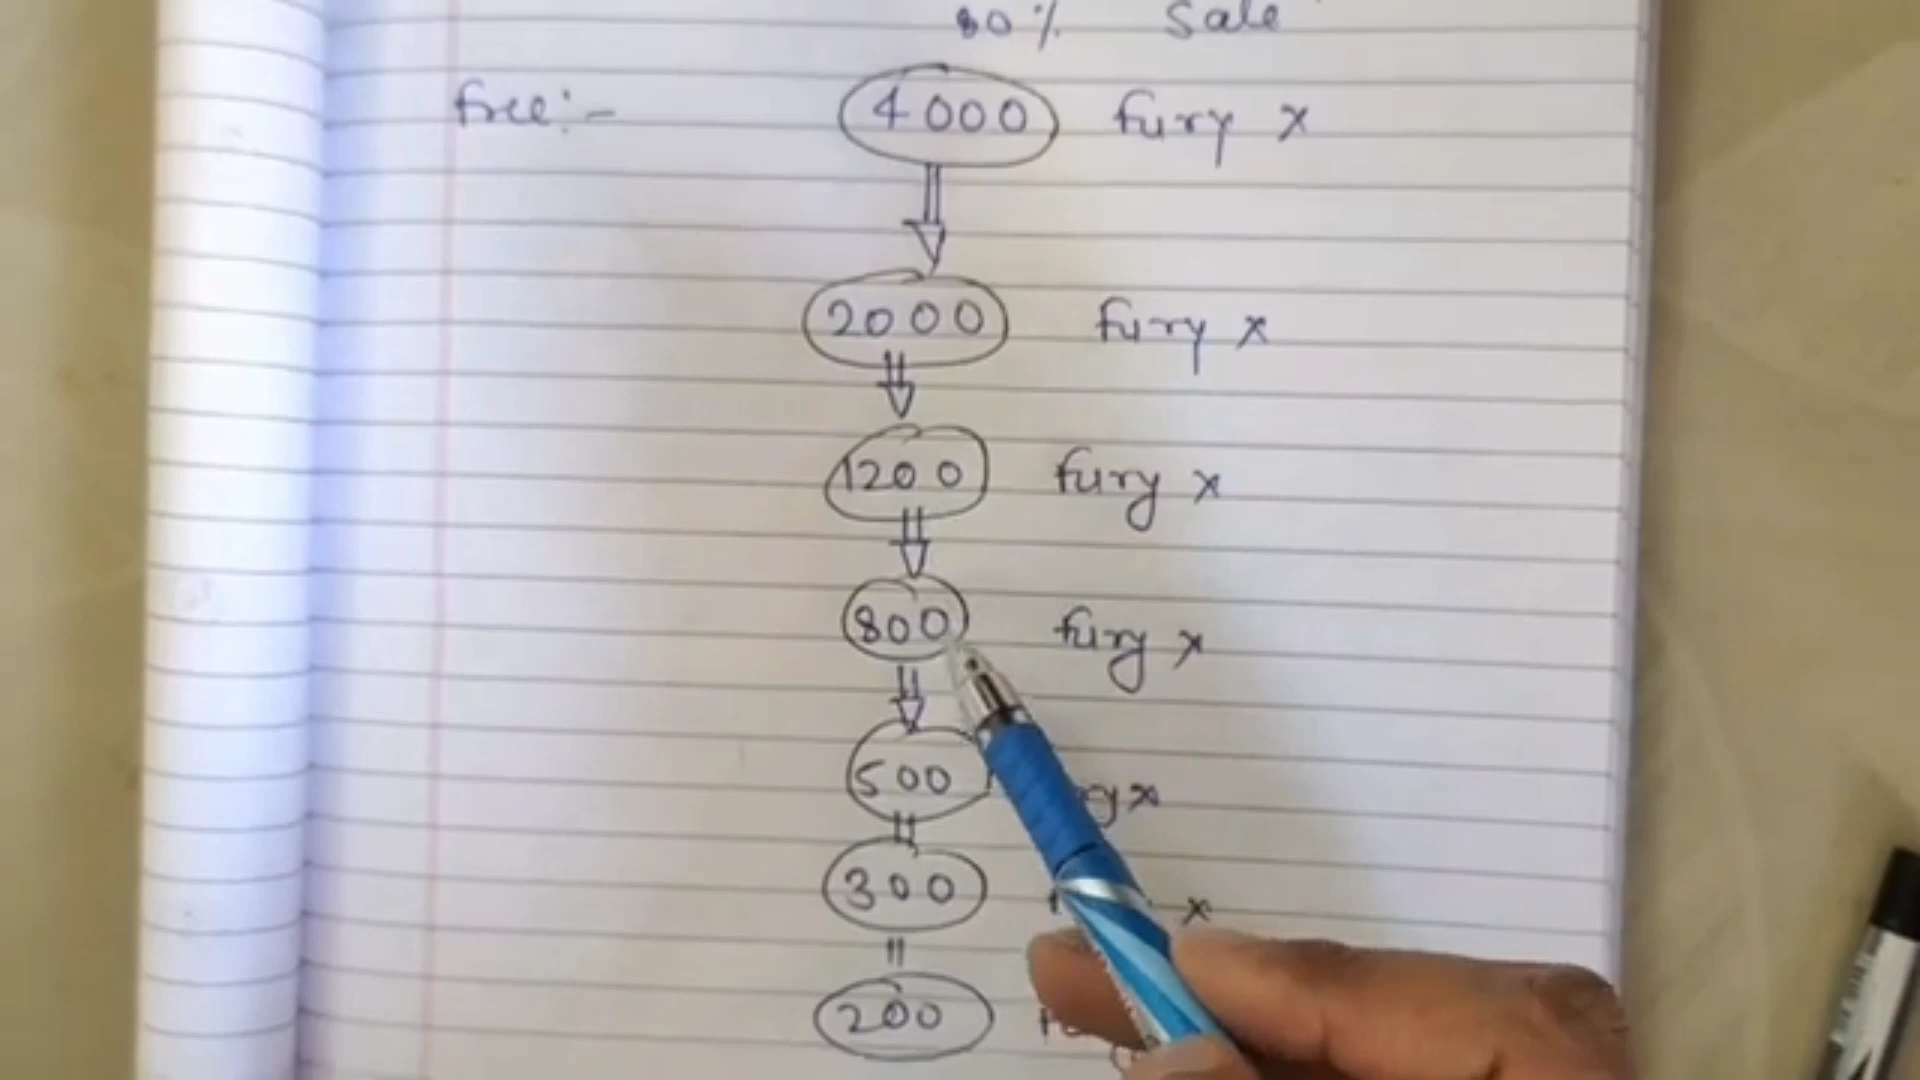 80% Sale
free:- 4000 fury x
2000 fury x
1200 fury x
800 fury x
500 x
300 x
200